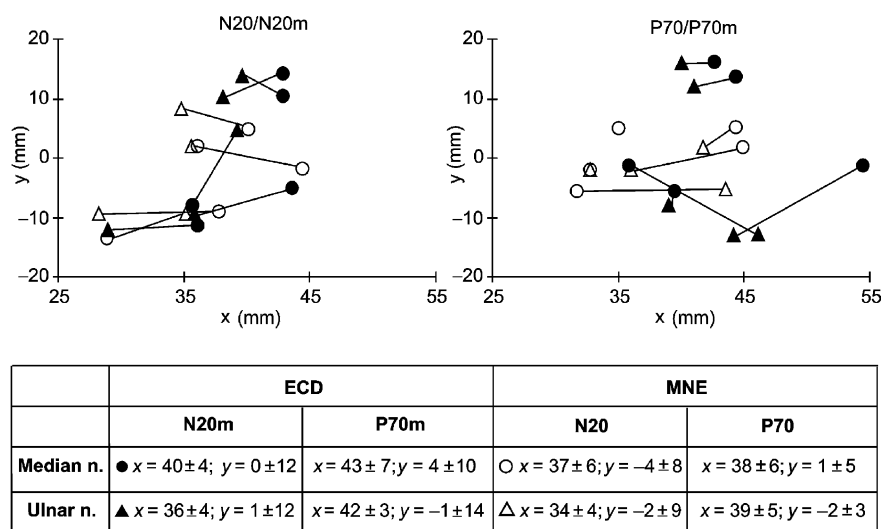 N20/N20m
P70/P70m
20 20
10 10
0 0
–10 –10
–20 –20
y (mm) y (mm)
25 35 45 55 25 35 45 55
x (mm) x (mm)
ECD MNE
N20m P70m N20 P70
Median n. ● x = 40±4; y = 0±12 x = 43±7; y = 4±10 ○ x = 37±6; y = –4±8 x = 38±6; y = 1±5
Ulnar n. ▲ x = 36±4; y = 1±12 x = 42±3; y = –1±14 △ x = 34±4; y = –2±9 x = 39±5; y = –2±3